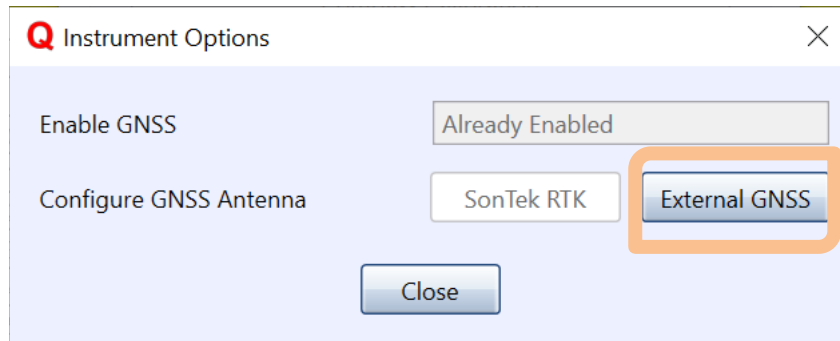 Q Instrument Options
Enable GNSS Already Enabled
Configure GNSS Antenna SonTek RTK External GNSS
Close